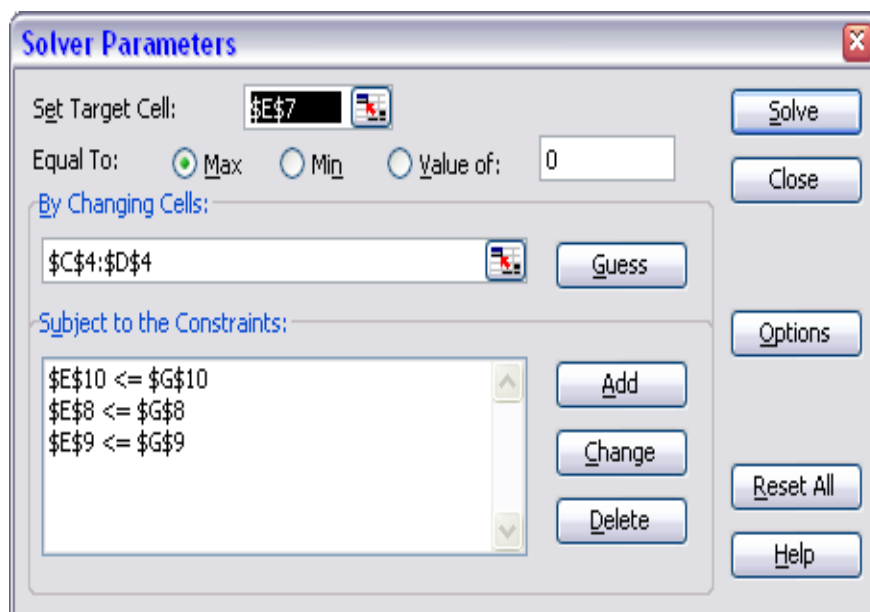 Solver Parameters
Set Target Cell: $E$7
Solve
Equal To: Max Min Value of: 0
Close
By Changing Cells:
$C$4:$D$4
Guess
Subject to the Constraints:
Options
$E$10 <= $G$10
$E$8 <= $G$8
$E$9 <= $G$9
Add
Change
Delete
Reset All
Help